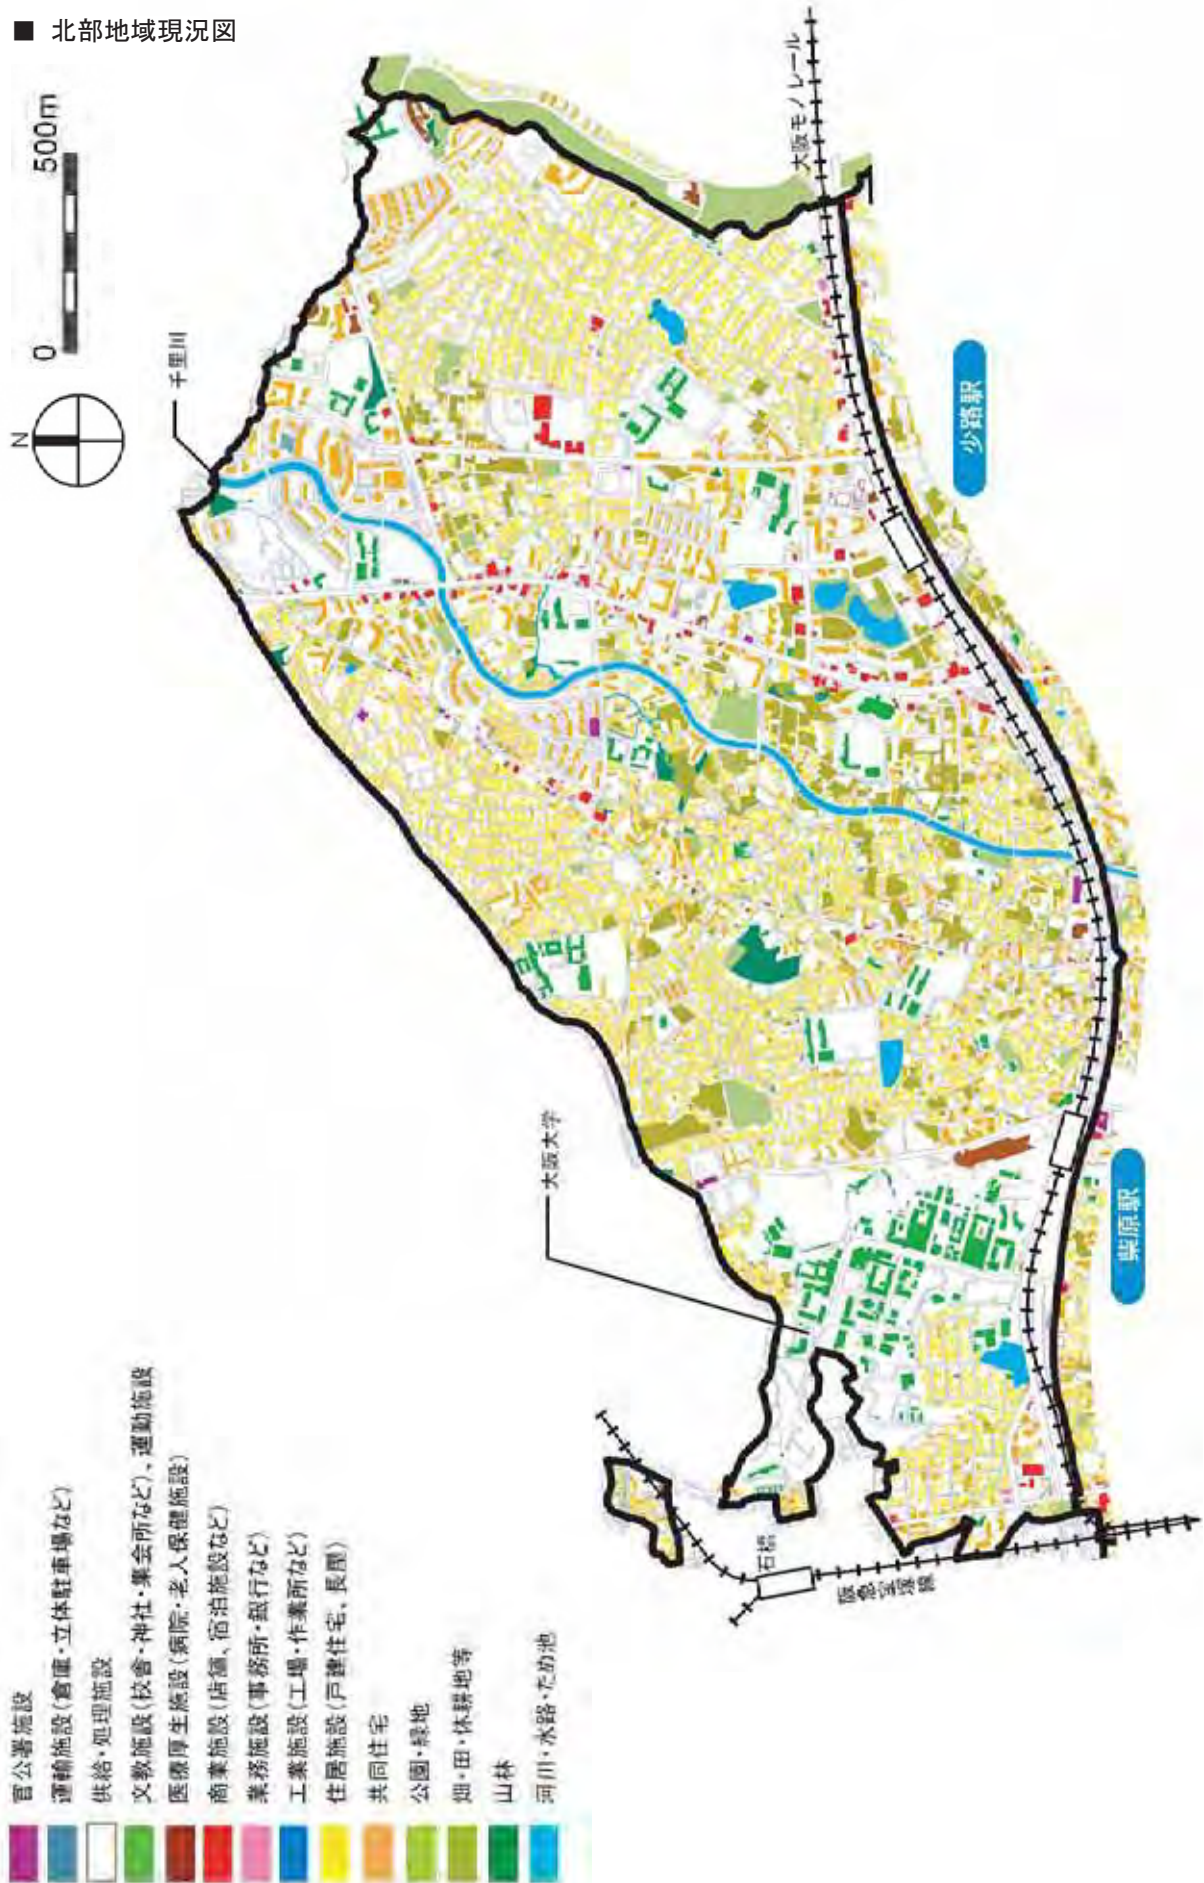 ■ 北部地域現況図
0 500m
N
千里川
大阪モノレール
少路駅
大阪大学
柴原駅
石橋
阪急宝塚線
官公署施設
運輸施設(倉庫・立体駐車場など)
供給・処理施設
文教施設(校舎・神社・集会所など)、運動施設
医療厚生施設(病院・老人保健施設)
商業施設(店舗、宿泊施設など)
業務施設(事務所・銀行など)
工業施設(工場・作業所など)
住居施設(戸建住宅、長屋)
共同住宅
公園・緑地
畑・田・休耕地等
山林
河川・水路・ため池